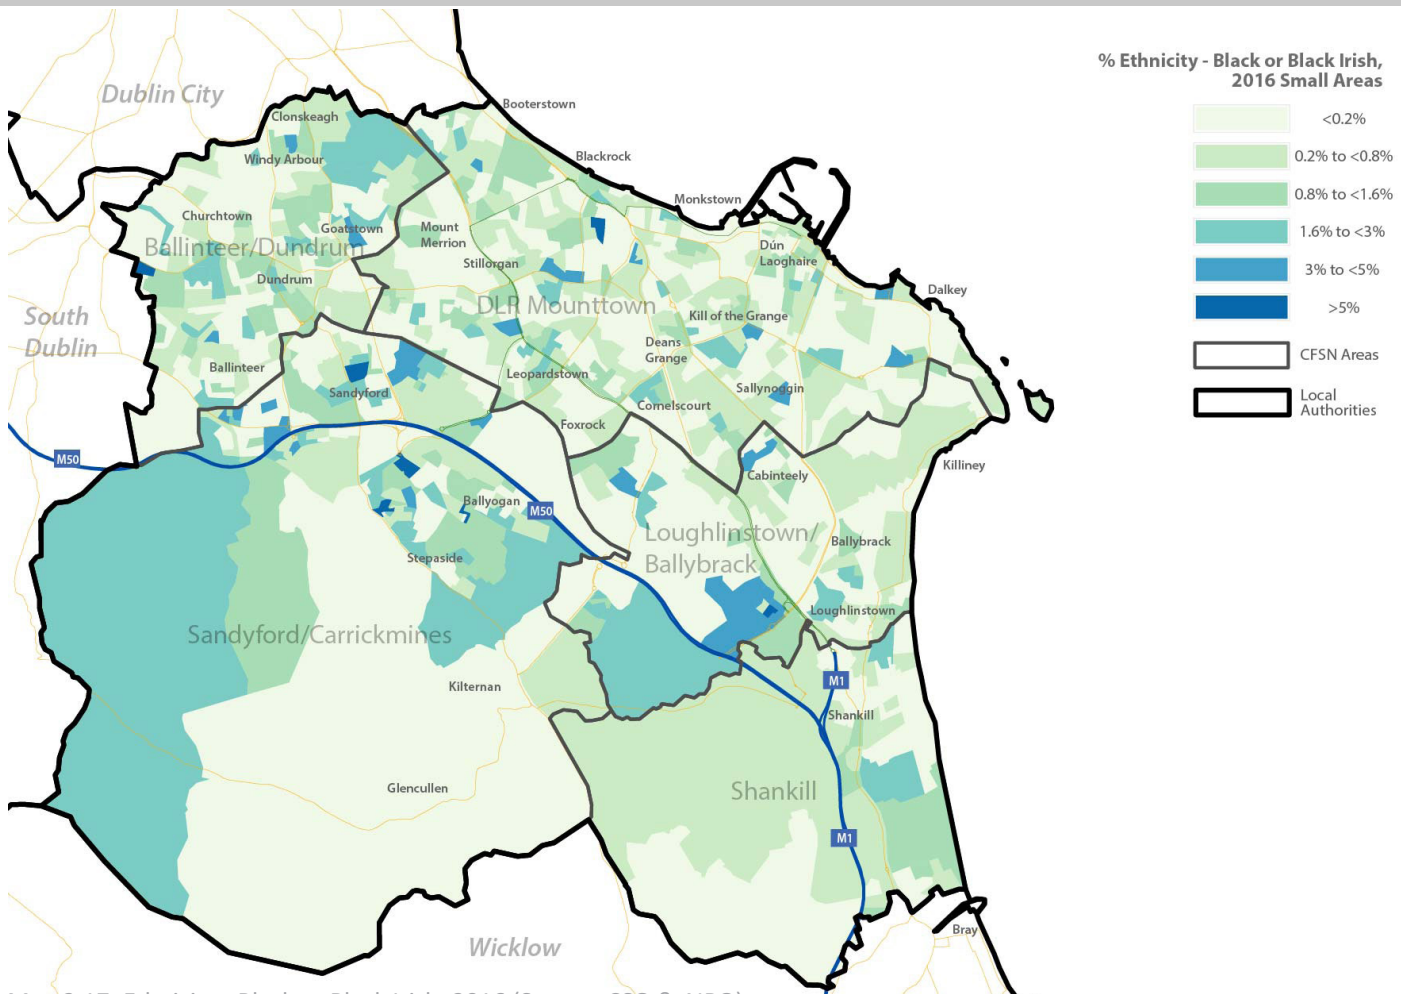 % Ethnicity - Black or Black Irish,
2016 Small Areas
<0.2%
0.2% to <0.8%
0.8% to <1.6%
1.6% to <3%
3% to <5%
>5%
CFSN Areas
Local
Authorities
Dublin City
Booterstown
Clonskeagh
Windy Arbour
Blackrock
Monkstown
Churchtown
Goatstown
Mount
Merrion
Ballinteer/Dundrum
Stillorgan
Dún
Laoghaire
Dundrum
Dalkey
DLR Mounttown
South
Dublin
Kill of the Grange
Deans
Grange
Ballinteer
Sandyford
Leopardstown
Sallynoggin
Cornelscourt
Foxrock
M50
Cabinteely
Killiney
Ballyogan
M50
Loughlinstown/
Ballybrack
Ballybrack
Stepaside
Loughlinstown
Sandyford/Carrickmines
Kilternan
M1
Shankill
Glencullen
Shankill
M1
Bray
Wicklow